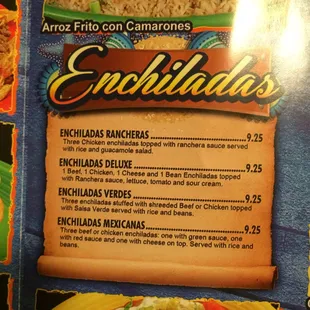 Arroz Frito con Camarones
Enchiladas
ENCHILADAS RANCHERAS 9.25
Three Chicken enchiladas topped with ranchera sauce served
with rice and guacamole salad.
ENCHILADAS DELUXE 9.25
1 Beef, 1 Chicken, 1 Cheese and 1 Bean Enchiladas topped
with Ranchera sauce, lettuce, tomato and sour cream.
ENCHILADAS VERDES 9.25
Three enchiladas stuffed with shreeded Beef or Chicken topped
with Salsa Verde served with rice and beans.
ENCHILADAS MEXICANAS 9.25
Three beef or chicken enchiladas: one with green sauce, one
with red sauce and one with cheese on top. Served with rice and
beans.